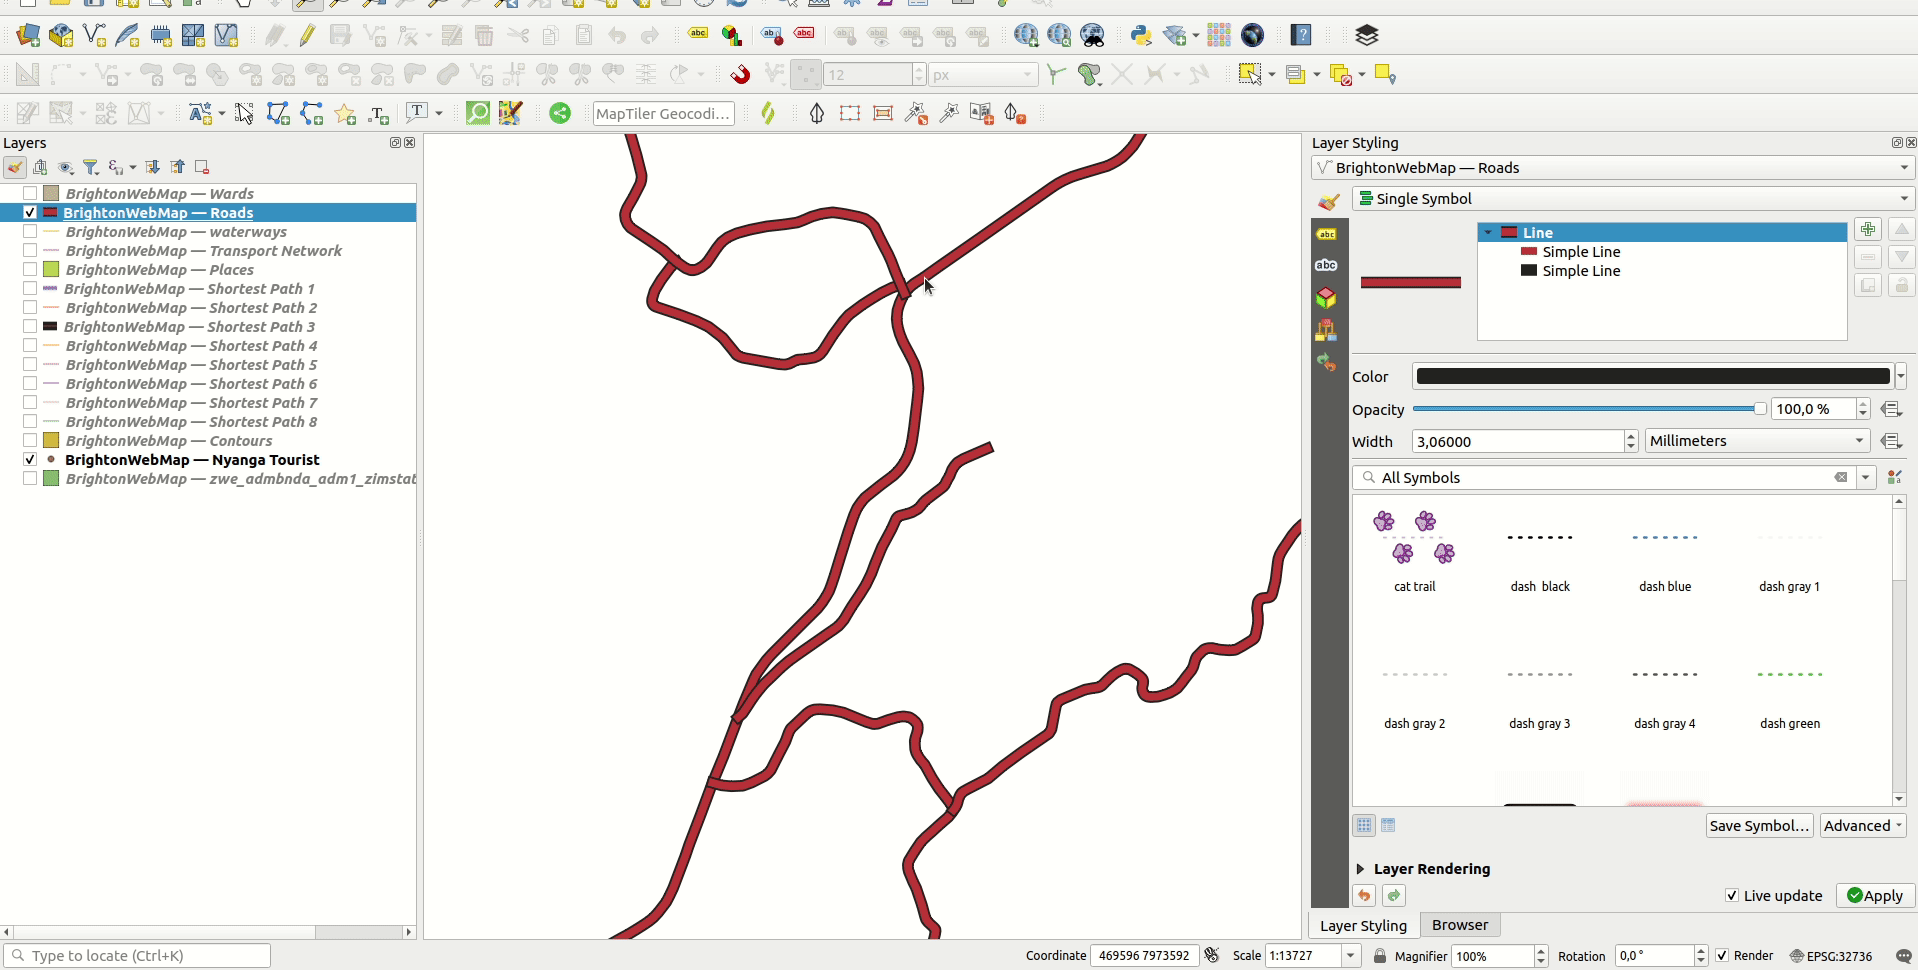 abc
abc
abc
abc
12
px
MapTiler Geocodi...
Layers
BrightonWebMap — Wards
BrightonWebMap — Roads
BrightonWebMap — waterways
BrightonWebMap — Transport Network
BrightonWebMap — Places
BrightonWebMap — Shortest Path 1
BrightonWebMap — Shortest Path 2
BrightonWebMap — Shortest Path 3
BrightonWebMap — Shortest Path 4
BrightonWebMap — Shortest Path 5
BrightonWebMap — Shortest Path 6
BrightonWebMap — Shortest Path 7
BrightonWebMap — Shortest Path 8
BrightonWebMap — Contours
BrightonWebMap — Nyanga Tourist
BrightonWebMap — zwe_admbnda_adm1_zimstat
Layer Styling
BrightonWebMap — Roads
Single Symbol
abc
abc
Line
Simple Line
Simple Line
Color
Opacity
100,0 %
Width
3,06000
Millimeters
All Symbols
cat trail
dash black
dash blue
dash gray 1
dash gray 2
dash gray 3
dash gray 4
dash green
Save Symbol...
Advanced
Layer Rendering
Live update
Apply
Layer Styling
Browser
Type to locate (Ctrl+K)
Coordinate
469596 7973592
Scale
1:13727
Magnifier
100%
Rotation
0,0 °
Render
EPSG:32736